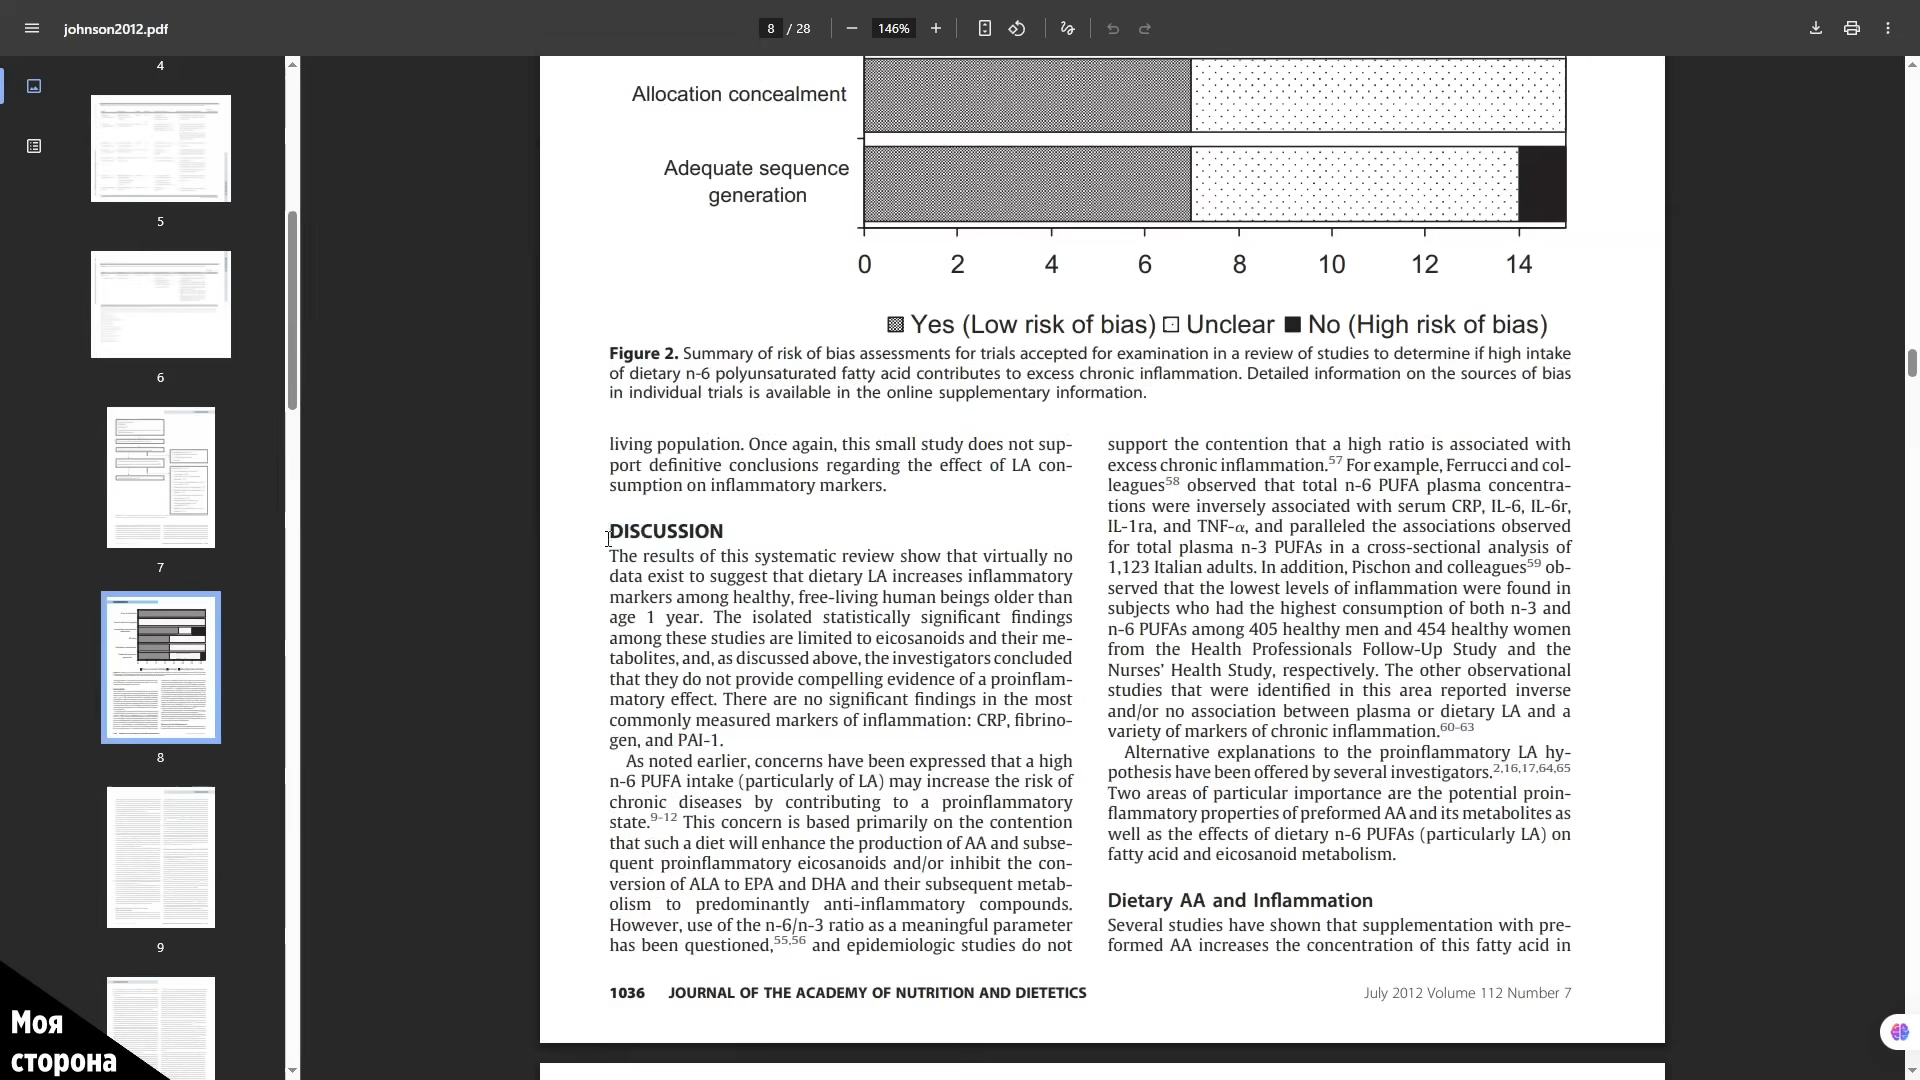 johnson2012.pdf
8 / 28
146%
4
5
6
7
8
9
Allocation concealment
Adequate sequence
generation
0 2 4 6 8 10 12 14
Yes (Low risk of bias) Unclear No (High risk of bias)
Figure 2. Summary of risk of bias assessments for trials accepted for examination in a review of studies to determine if high intake
of dietary n-6 polyunsaturated fatty acid contributes to excess chronic inflammation. Detailed information on the sources of bias
in individual trials is available in the online supplementary information.
living population. Once again, this small study does not sup-
port definitive conclusions regarding the effect of LA con-
sumption on inflammatory markers.
DISCUSSION
The results of this systematic review show that virtually no
data exist to suggest that dietary LA increases inflammatory
markers among healthy, free-living human beings older than
age 1 year. The isolated statistically significant findings
among these studies are limited to eicosanoids and their me-
tabolites, and, as discussed above, the investigators concluded
that they do not provide compelling evidence of a proinflam-
matory effect. There are no significant findings in the most
commonly measured markers of inflammation: CRP, fibrino-
gen, and PAI-1.
As noted earlier, concerns have been expressed that a high
n-6 PUFA intake (particularly of LA) may increase the risk of
chronic diseases by contributing to a proinflammatory
state.9-12 This concern is based primarily on the contention
that such a diet will enhance the production of AA and subse-
quent proinflammatory eicosanoids and/or inhibit the con-
version of ALA to EPA and DHA and their subsequent metab-
olism to predominantly anti-inflammatory compounds.
However, use of the n-6/n-3 ratio as a meaningful parameter
has been questioned,55,56 and epidemiologic studies do not
support the contention that a high ratio is associated with
excess chronic inflammation.57 For example, Ferrucci and col-
leagues58 observed that total n-6 PUFA plasma concentra-
tions were inversely associated with serum CRP, IL-6, IL-6r,
IL-1ra, and TNF-α, and paralleled the associations observed
for total plasma n-3 PUFAs in a cross-sectional analysis of
1,123 Italian adults. In addition, Pischon and colleagues59 ob-
served that the lowest levels of inflammation were found in
subjects who had the highest consumption of both n-3 and
n-6 PUFAs among 405 healthy men and 454 healthy women
from the Health Professionals Follow-Up Study and the
Nurses' Health Study, respectively. The other observational
studies that were identified in this area reported inverse
and/or no association between plasma or dietary LA and a
variety of markers of chronic inflammation.60-63
Alternative explanations to the proinflammatory LA hy-
pothesis have been offered by several investigators.2,16,17,64,65
Two areas of particular importance are the potential proin-
flammatory properties of preformed AA and its metabolites as
well as the effects of dietary n-6 PUFAs (particularly LA) on
fatty acid and eicosanoid metabolism.
Dietary AA and Inflammation
Several studies have shown that supplementation with pre-
formed AA increases the concentration of this fatty acid in
1036 JOURNAL OF THE ACADEMY OF NUTRITION AND DIETETICS
July 2012 Volume 112 Number 7
Моя
сторона